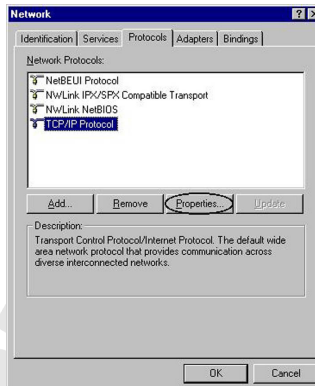 Network
Identification Services Protocols Adapters Bindings
Network Protocols:
NetBEUI Protocol
NWLink IPX/SPX Compatible Transport
NWLink NetBIOS
TCP/IP Protocol
Add... Remove Properties... Update
Description:
Transport Control Protocol/Internet Protocol. The default wide
area network protocol that provides communication across
diverse interconnected networks.
OK Cancel